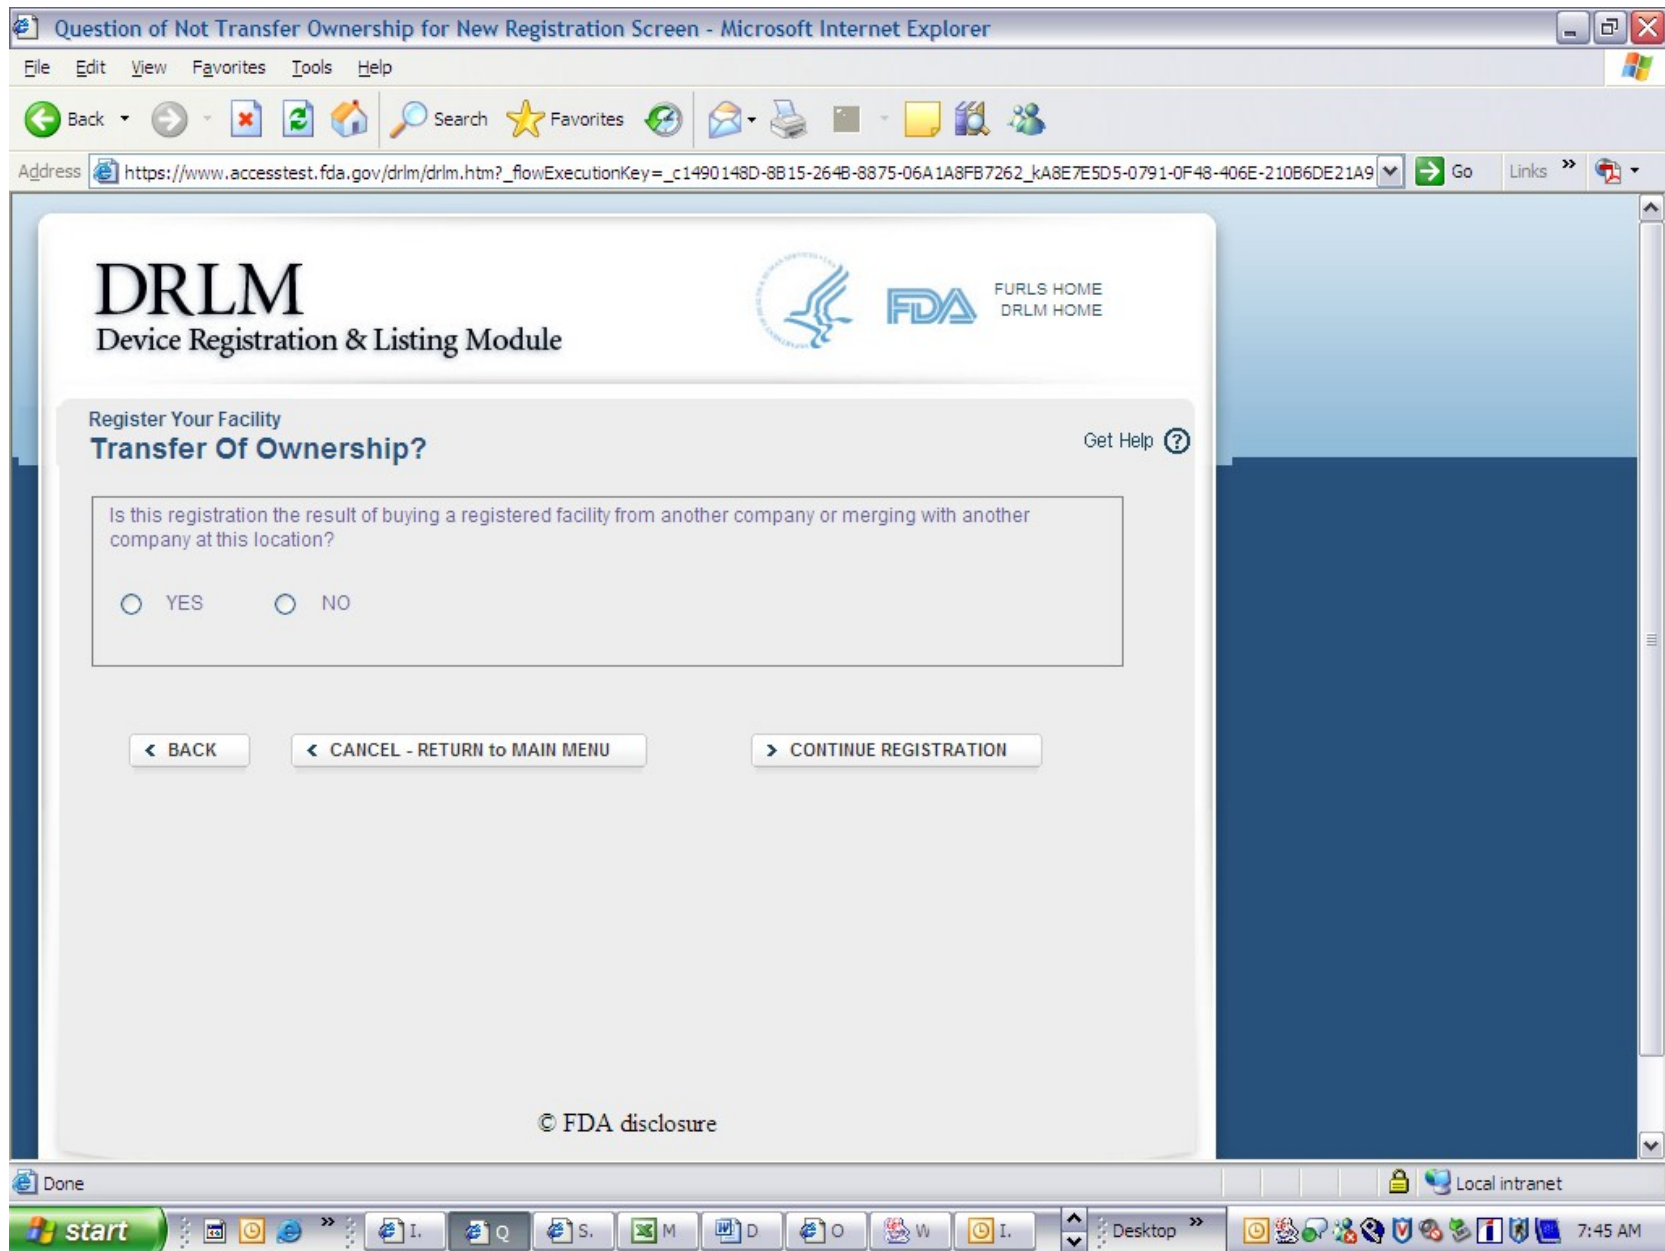 Question of Not Transfer Ownership for New Registration Screen - Microsoft Internet Explorer
File Edit View Favorites Tools Help
Back Search Favorites
Address https://www.accesstest.fda.gov/drlm/drlm.htm?_flowExecutionKey=_c1490148D-8B15-264B-8875-06A1A8FB7262_kA8E7E5D5-0791-0F48-406E-210B6DE21A9 Go Links »
DRLM
Device Registration & Listing Module
FDA
FURLS HOME
DRLM HOME
Register Your Facility
Transfer Of Ownership?
Get Help ?
Is this registration the result of buying a registered facility from another company or merging with another
company at this location?
YES NO
< BACK < CANCEL - RETURN to MAIN MENU > CONTINUE REGISTRATION
© FDA disclosure
Done Local intranet
start » I. Q S. M D O W I. Desktop » 7:45 AM